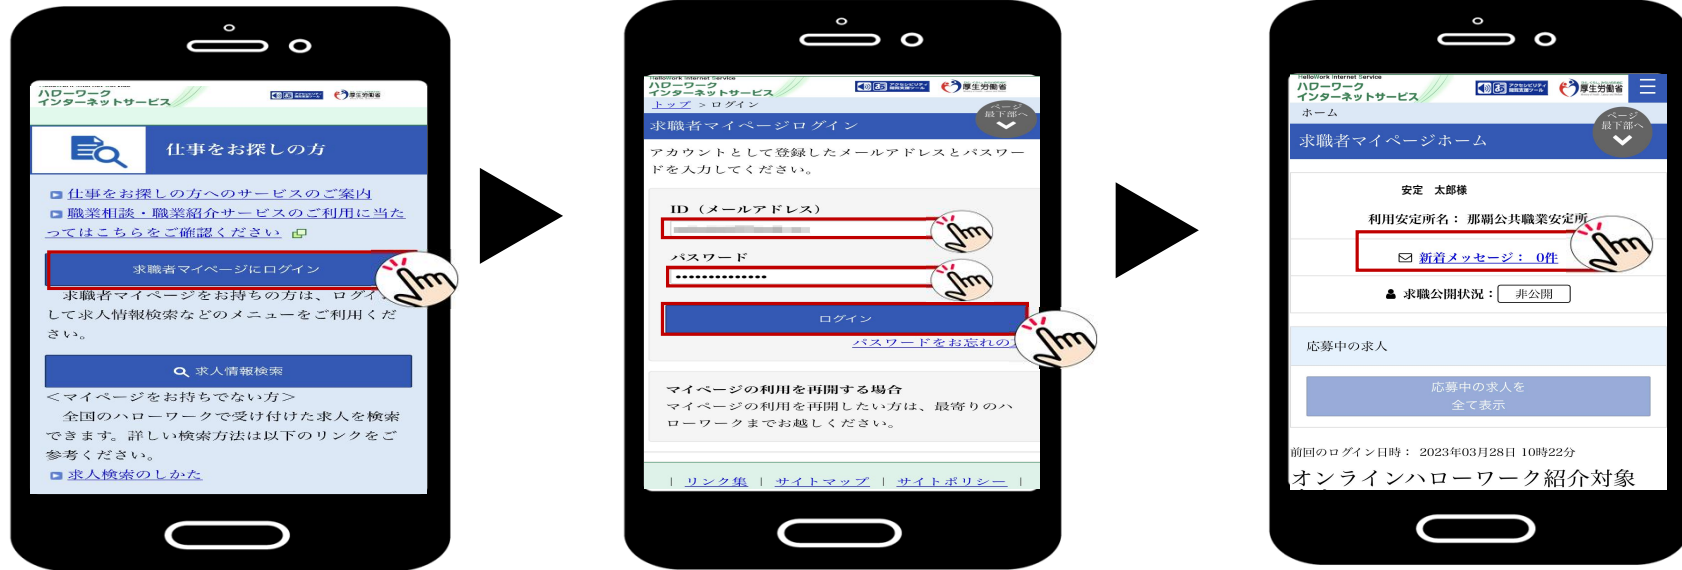 ハローワーク
インターネットサービス
厚生労働省
仕事をお探しの方
仕事をお探しの方へのサービスのご案内
職業相談・職業紹介サービスのご利用に当た
ってはこちらをご確認ください
求職者マイページにログイン
求職者マイページをお持ちの方は、ログイ
して求人情報検索などのメニューをご利用くだ
さい。
求人情報検索
＜マイページをお持ちでない方＞
全国のハローワークで受け付けた求人を検索
できます。詳しい検索方法は以下のリンクをご
参考ください。
求人検索のしかた
HelloWork Internet Service
ハローワーク
インターネットサービス
厚生労働省
トップ > ログイン
ページ
最下部へ
求職者マイページログイン
アカウントとして登録したメールアドレスとパスワー
ドを入力してください。
ID（メールアドレス）
パスワード
••••••••••••••
ログイン
パスワードをお忘れの
マイページの利用を再開する場合
マイページの利用を再開したい方は、最寄りのハ
ローワークまでお越しください。
| リンク集 | サイトマップ | サイトポリシー |
HelloWork Internet Service
ハローワーク
インターネットサービス
厚生労働省
ホーム
ページ
最下部へ
求職者マイページホーム
安定 太郎様
利用安定所名： 那覇公共職業安定所
新着メッセージ： 0件
求職公開状況： 非公開
応募中の求人
応募中の求人を
全て表示
前回のログイン日時： 2023年03月28日 10時22分
オンラインハローワーク紹介対象